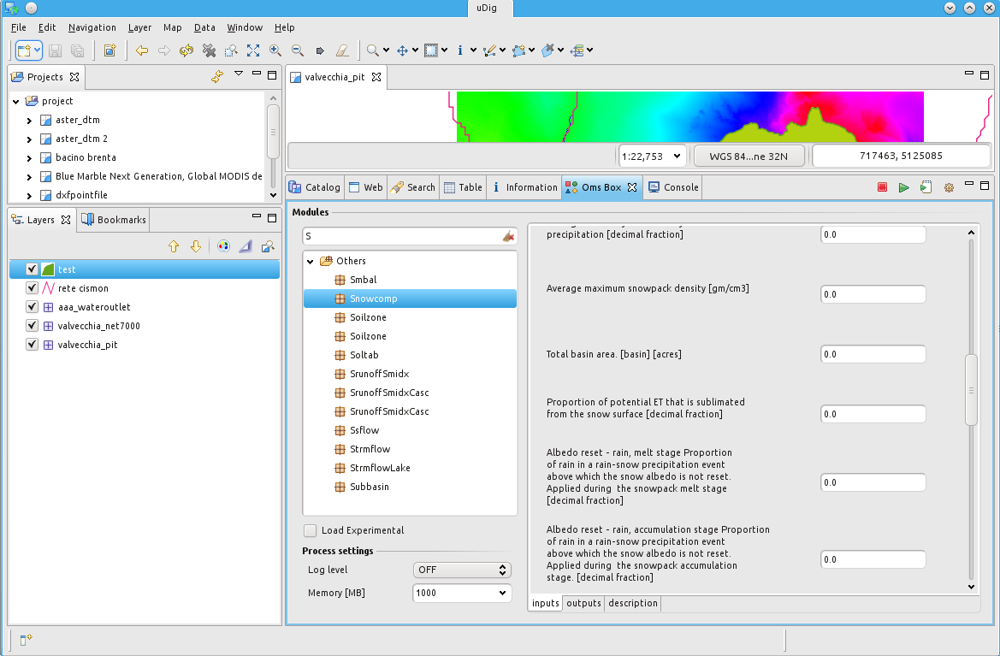 uDig
File Edit Navigation Layer Map Data Window Help
Projects
project
aster_dtm
aster_dtm 2
bacino brenta
Blue Marble Next Generation, Global MODIS de
dxfpointfile
Layers
Bookmarks
test
rete cismon
aaa_wateroutlet
valvecchia_net7000
valvecchia_pit
valvecchia_pit
1:22,753
WGS 84...ne 32N
717463, 5125085
Catalog
Web
Search
Table
Information
Oms Box
Console
Modules
S
Others
Smbal
Snowcomp
Soilzone
Soilzone
Soltab
SrunoffSmidx
SrunoffSmidxCasc
SrunoffSmidxCasc
Ssflow
Strmflow
StrmflowLake
Subbasin
Load Experimental
Process settings
Log level
OFF
Memory [MB]
1000
precipitation [decimal fraction]
0.0
Average maximum snowpack density [gm/cm3]
0.0
Total basin area. [basin] [acres]
0.0
Proportion of potential ET that is sublimated
from the snow surface [decimal fraction]
0.0
Albedo reset - rain, melt stage Proportion
of rain in a rain-snow precipitation event
above which the snow albedo is not reset.
Applied during  the snowpack melt stage
[decimal fraction]
0.0
Albedo reset - rain, accumulation stage Proportion
of rain in a rain-snow precipitation event
above which the snow albedo is not reset.
Applied during  the snowpack accumulation
stage. [decimal fraction]
0.0
inputs
outputs
description